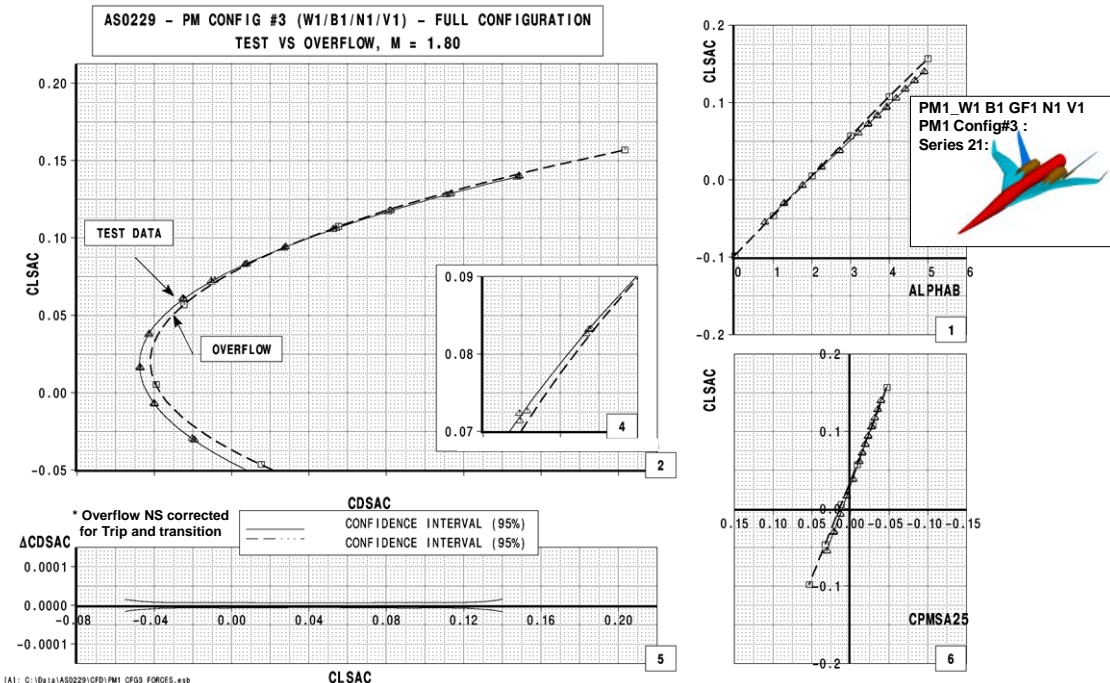 AS0229 - PM CONFIG #3 (W1/B1/N1/V1) - FULL CONFIGURATION
TEST VS OVERFLOW, M = 1.80
CLSAC
0.20
0.15
0.10
0.05
0.00
-0.05
TEST DATA
OVERFLOW
0.09
0.08
0.07
4
2
CDSAC
CLSAC
0.2
0.1
0.0
-0.1
-0.2
0 1 2 3 4 5 6
ALPHAB
1
PM1_W1 B1 GF1 N1 V1
PM1 Config#3 :
Series 21:
CLSAC
0.2
0.1
0.0
0.15 0.10 0.05 0.00 -0.05 -0.10 -0.15
-0.1
CPMSA25
-0.2
6
* Overflow NS corrected
for Trip and transition
CONFIDENCE INTERVAL (95%)
CONFIDENCE INTERVAL (95%)
ΔCDSAC
0.0001
0.0000
-0.0001
-0.08 -0.04 0.00 0.04 0.08 0.12 0.16 0.20
5
CLSAC
[A]: C:\Data\AS0229\CFD\PM1 CFG3 FORCES.esb